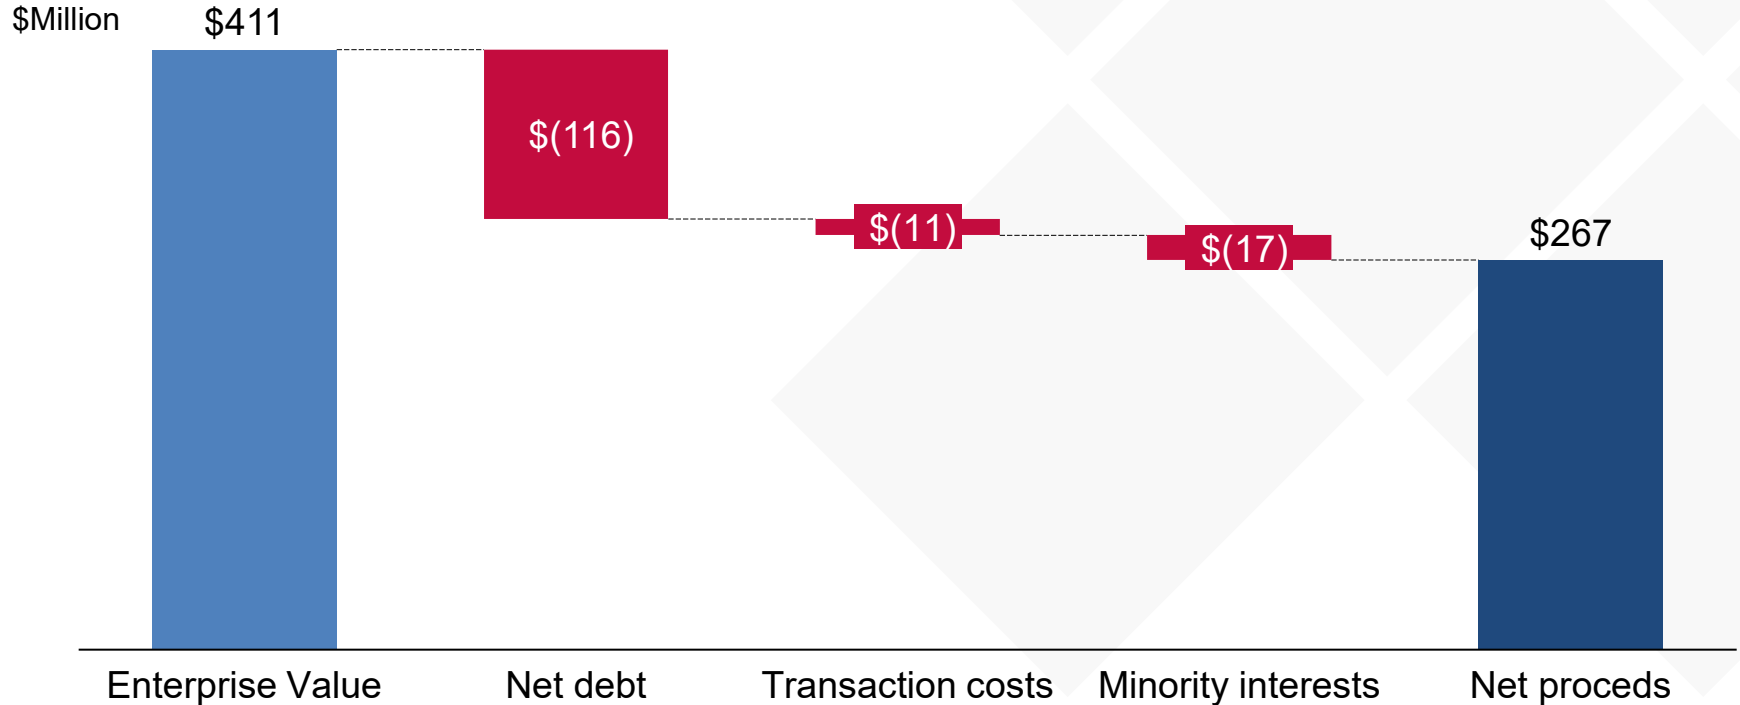 $Million
$411
$(116)
$(11)
$(17)
$267
Enterprise Value
Net debt
Transaction costs
Minority interests
Net proceds